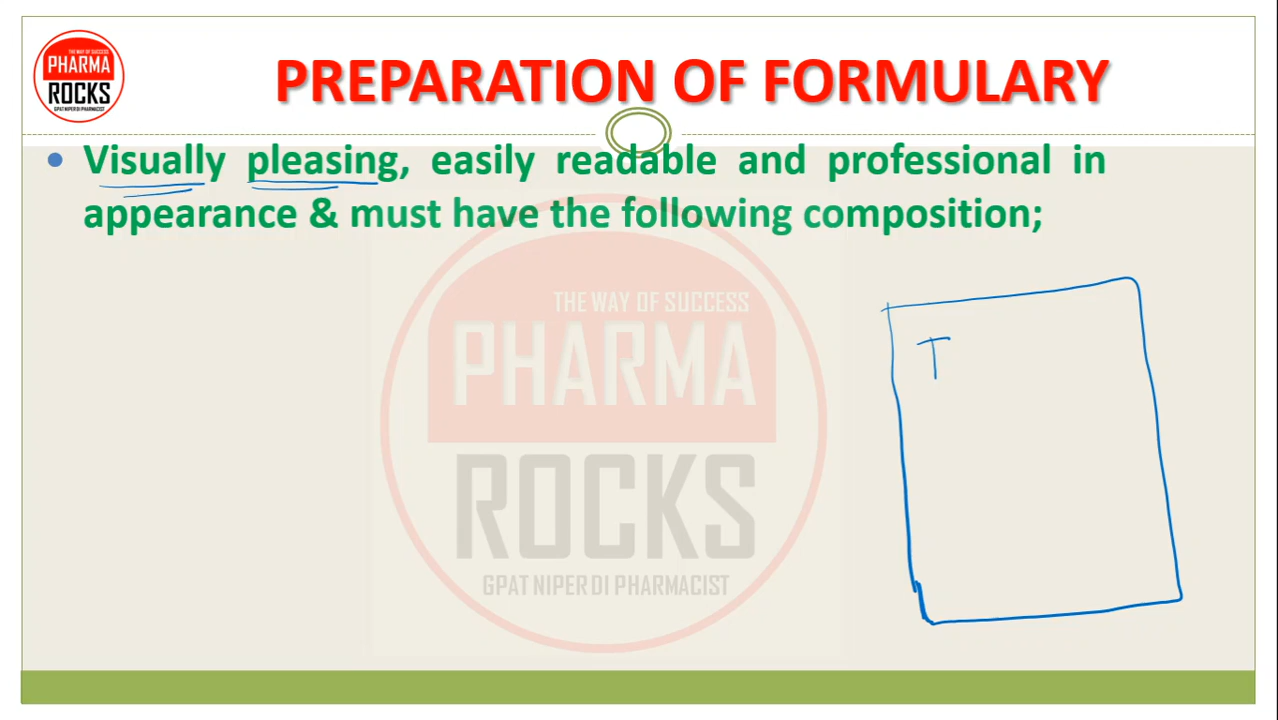 THE WAY OF SUCCESS
PHARMA
ROCKS
GPAT NIPER DI PHARMACIST
PREPARATION OF FORMULARY
• Visually pleasing, easily readable and professional in
appearance & must have the following composition;
THE WAY OF SUCCESS
PHARMA
ROCKS
GPAT NIPER DI PHARMACIST
T